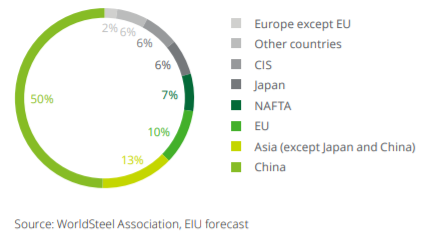 2%
6%
6%
6%
7%
10%
13%
50%
Europe except EU
Other countries
CIS
Japan
NAFTA
EU
Asia (except Japan and China)
China
Source: WorldSteel Association, EIU forecast